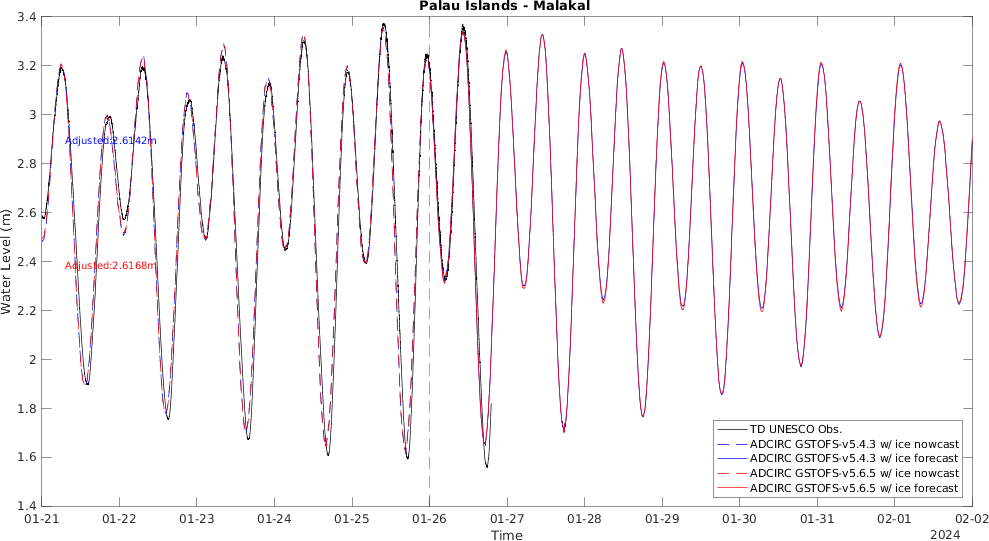 Palau Islands - Malakal
3.4
3.2
3
2.8
2.6
2.4
2.2
2
1.8
1.6
1.4
Water Level (m)
Adjusted:2.6142m
Adjusted:2.6168m
TD UNESCO Obs.
ADCIRC GSTOFS-v5.4.3 w/ ice nowcast
ADCIRC GSTOFS-v5.4.3 w/ ice forecast
ADCIRC GSTOFS-v5.6.5 w/ ice nowcast
ADCIRC GSTOFS-v5.6.5 w/ ice forecast
01-21 01-22 01-23 01-24 01-25 01-26 01-27 01-28 01-29 01-30 01-31 02-01 02-02
Time
2024